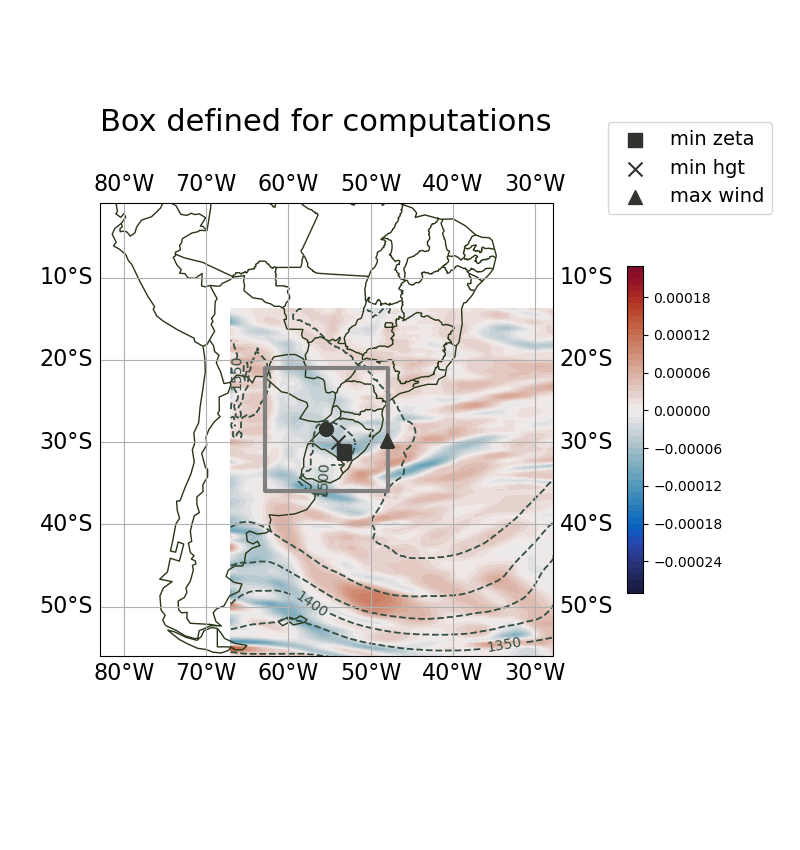 Box defined for computations
min zeta
min hgt
max wind
80°W 70°W 60°W 50°W 40°W 30°W
10°S 10°S
20°S 20°S
30°S 30°S
40°S 40°S
50°S 50°S
1550
1500
1400
1350
80°W 70°W 60°W 50°W 40°W 30°W
0.00018
0.00012
0.00006
0.00000
−0.00006
−0.00012
−0.00018
−0.00024